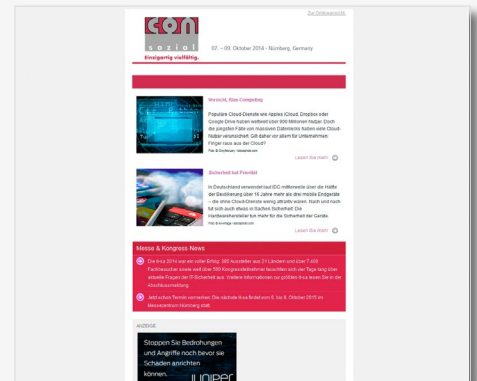 Zur Onlineansicht
CON
sozial
Einzigartig vielfältig.
07. – 09. Oktober 2014 - Nürnberg, Germany
Vorsicht, Klau Computing
Populäre Cloud-Dienste wie Apples iCloud, Dropbox oder
Google Drive haben weltweit über 900 Millionen Nutzer. Doch
die jüngsten Fälle von massiven Datenlecks haben viele Cloud-
Nutzer verunsichert. Gilt daher vor allem für Unternehmen:
Finger raus aus der Cloud?
Lesen Sie mehr
Sicherheit hat Priorität
In Deutschland verwendet laut IDC mittlerweile über die Hälfte
der Bevölkerung über 16 Jahre mehr als drei mobile Endgeräte
– die ohne Cloud-Dienste wenig attraktiv wären. Nach und nach
tut sich auch etwas in Sachen Sicherheit: Die
Hardwarehersteller tun mehr für die Sicherheit der Geräte.
Lesen Sie mehr
Messe & Kongress-News
Die it-sa 2014 war ein voller Erfolg. 385 Aussteller aus 21 Ländern und über 7.400
Fachbesucher sowie weit über 500 Kongressteilnehmer tauschten sich drei Tage lang über
aktuelle Fragen der IT-Sicherheit aus. Weitere Informationen zur größten it-sa lesen Sie in der
Abschlussmeldung.
Jetzt schon Termin vormerken: Die nächste it-sa findet vom 6. bis 8. Oktober 2015 im
Messezentrum Nürnberg statt.
ANZEIGE
Stoppen Sie Bedrohungen
und Angriffe noch bevor sie
Schaden anrichten
können.
JUNIPER